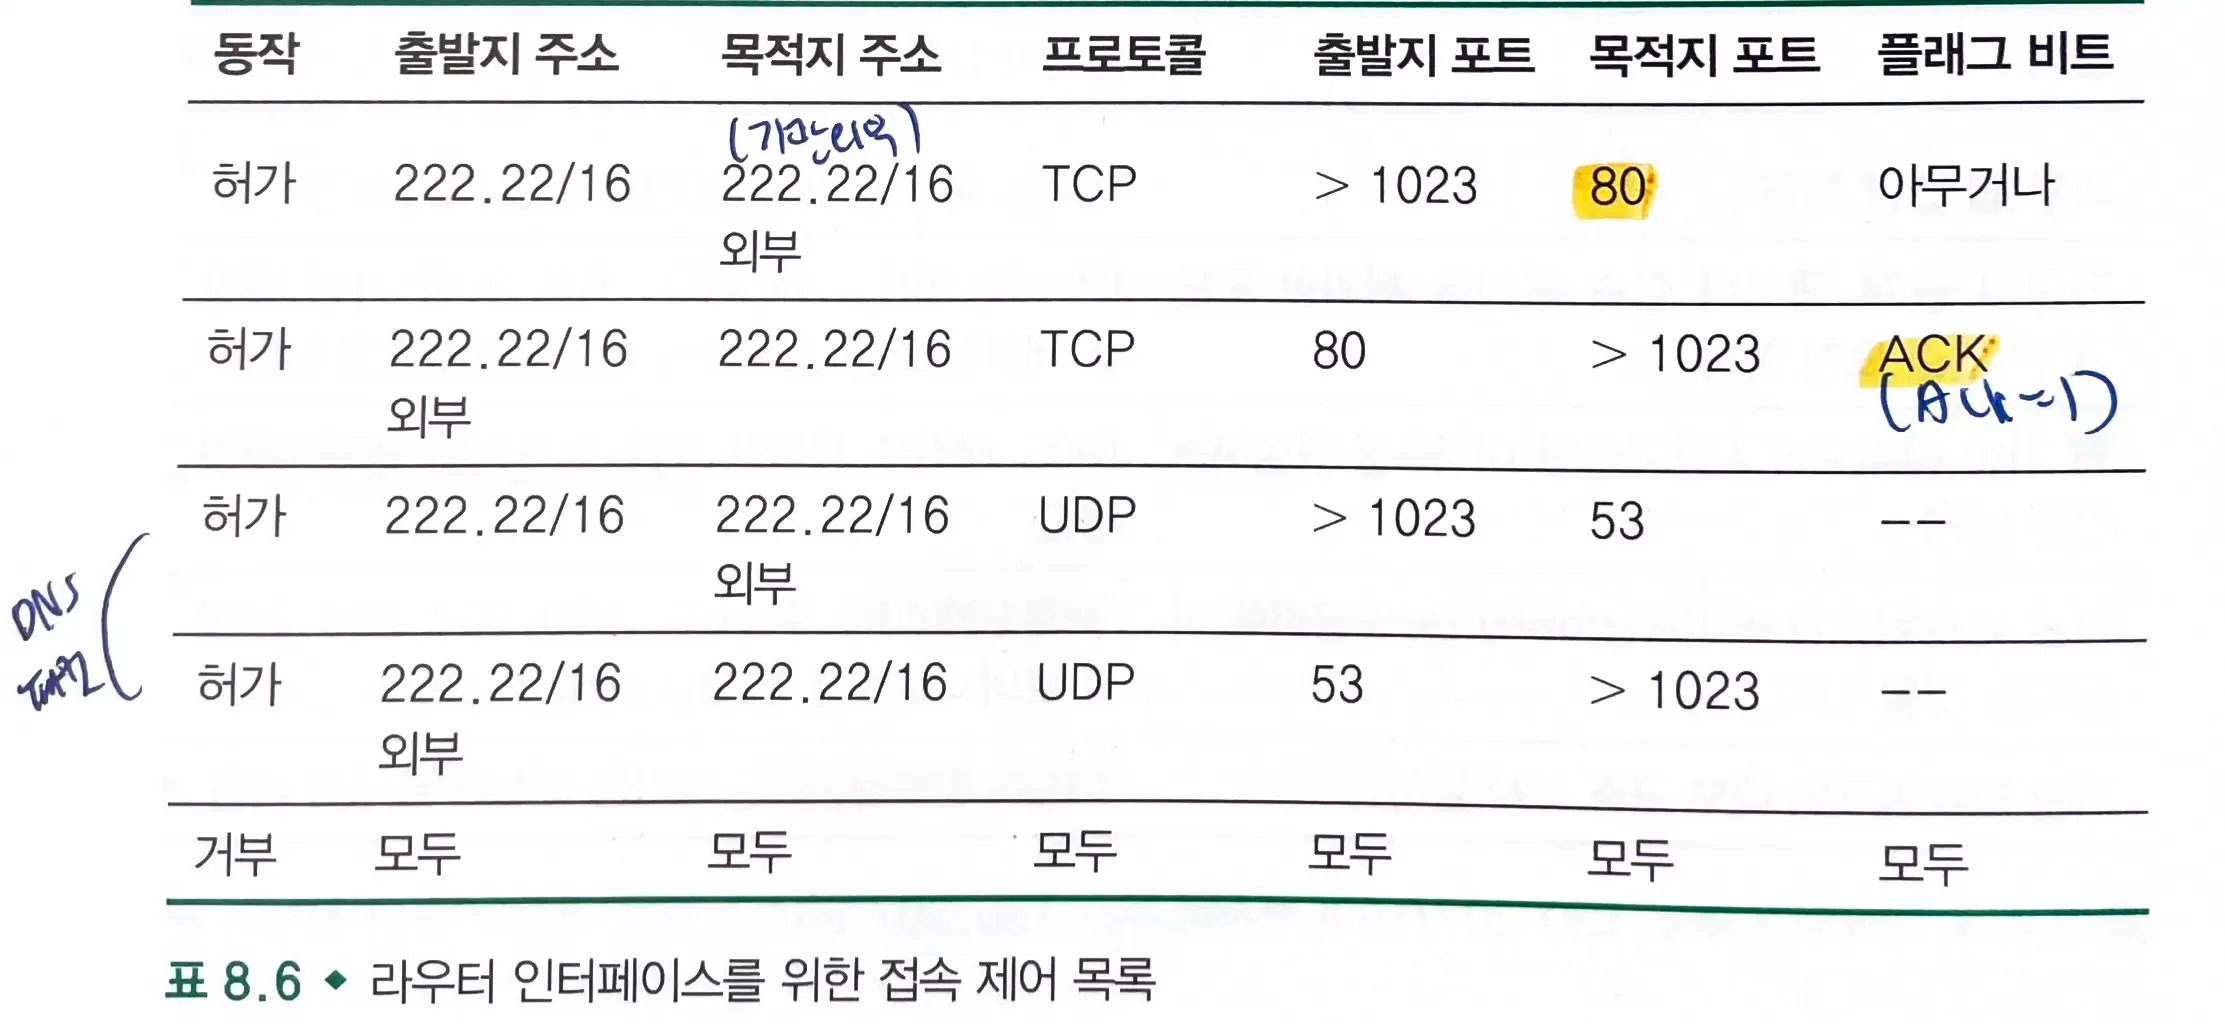 동작 출발지 주소 목적지 주소 프로토콜 출발지 포트 목적지 포트 플래그 비트
허가 222.22/16 222.22/16 TCP > 1023 80 아무거나
외부
허가 222.22/16 222.22/16 TCP 80 > 1023 ACK
외부
(Ack=1)
허가 222.22/16 222.22/16 UDP > 1023 53 --
외부
DNS
허가 222.22/16 222.22/16 UDP 53 > 1023 --
외부
거부 모두 모두 모두 모두 모두 모두
표 8.6 ◆ 라우터 인터페이스를 위한 접속 제어 목록